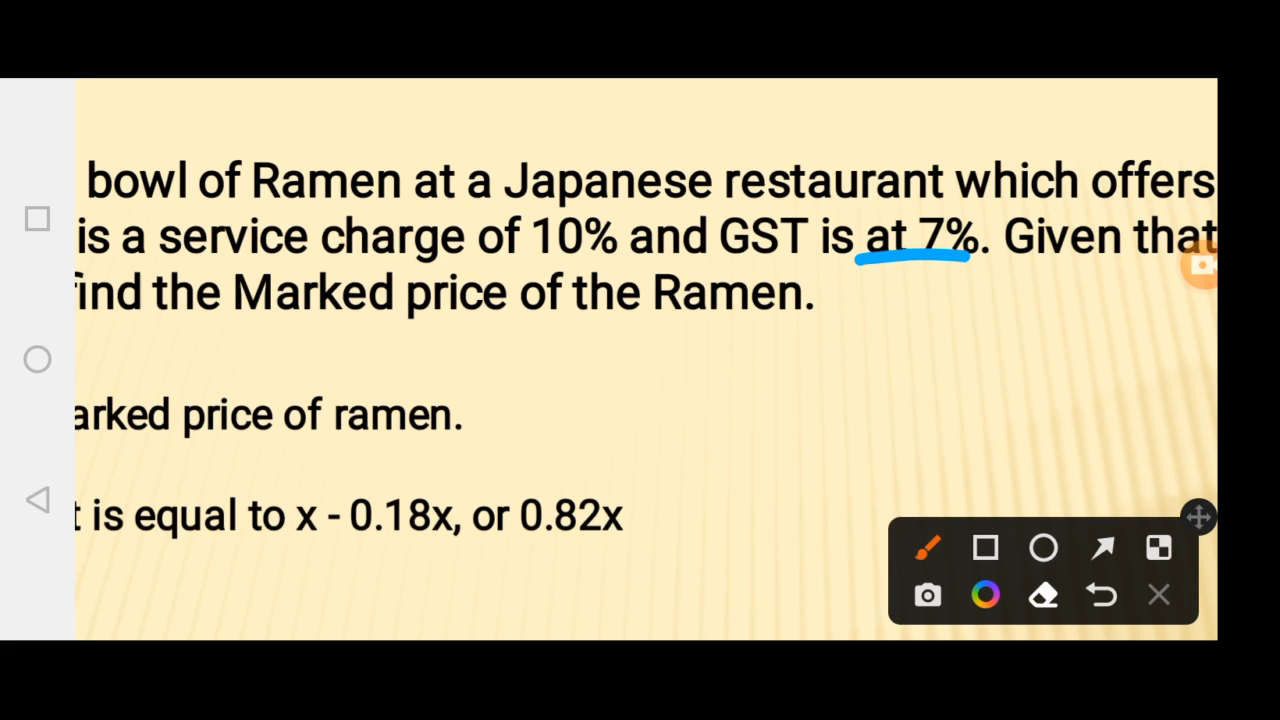 bowl of Ramen at a Japanese restaurant which offers
is a service charge of 10% and GST is at 7%. Given that
find the Marked price of the Ramen.
arked price of ramen.
t is equal to x - 0.18x, or 0.82x